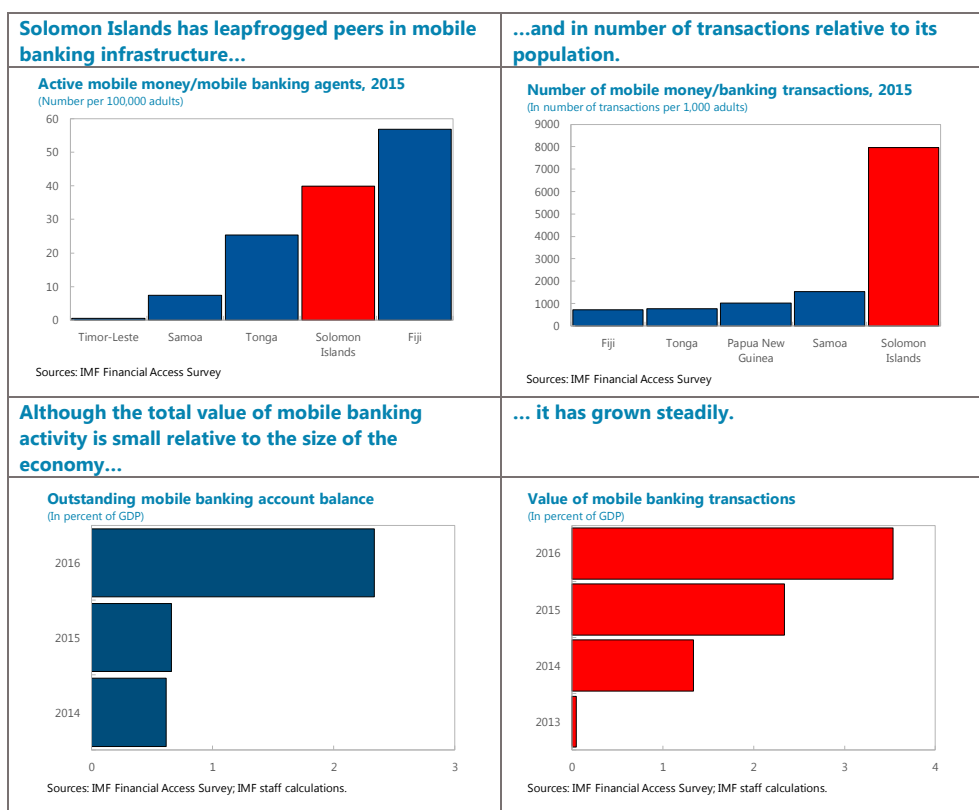 Solomon Islands has leapfrogged peers in mobile
banking infrastructure...
...and in number of transactions relative to its
population.
Active mobile money/mobile banking agents, 2015
(Number per 100,000 adults)
60
50
40
30
20
10
0
Timor-Leste
Samoa
Tonga
Solomon
Islands
Fiji
Sources: IMF Financial Access Survey
Number of mobile money/banking transactions, 2015
(In number of transactions per 1,000 adults)
9000
8000
7000
6000
5000
4000
3000
2000
1000
0
Fiji
Tonga
Papua New
Guinea
Samoa
Solomon
Islands
Sources: IMF Financial Access Survey
Although the total value of mobile banking
activity is small relative to the size of the
economy...
... it has grown steadily.
Outstanding mobile banking account balance
(In percent of GDP)
2016
2015
2014
0
1
2
3
Sources: IMF Financial Access Survey; IMF staff calculations.
Value of mobile banking transactions
(In percent of GDP)
2016
2015
2014
2013
0
1
2
3
4
Sources: IMF Financial Access Survey; IMF staff calculations.